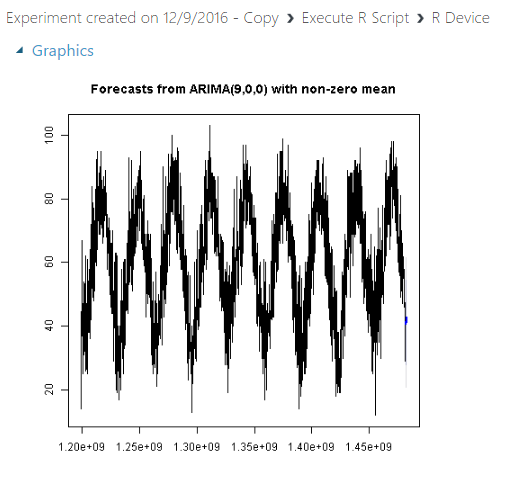 Experiment created on 12/9/2016 - Copy > Execute R Script > R Device
Graphics
Forecasts from ARIMA(9,0,0) with non-zero mean
100
80
60
40
20
1.20e+09 1.25e+09 1.30e+09 1.35e+09 1.40e+09 1.45e+09